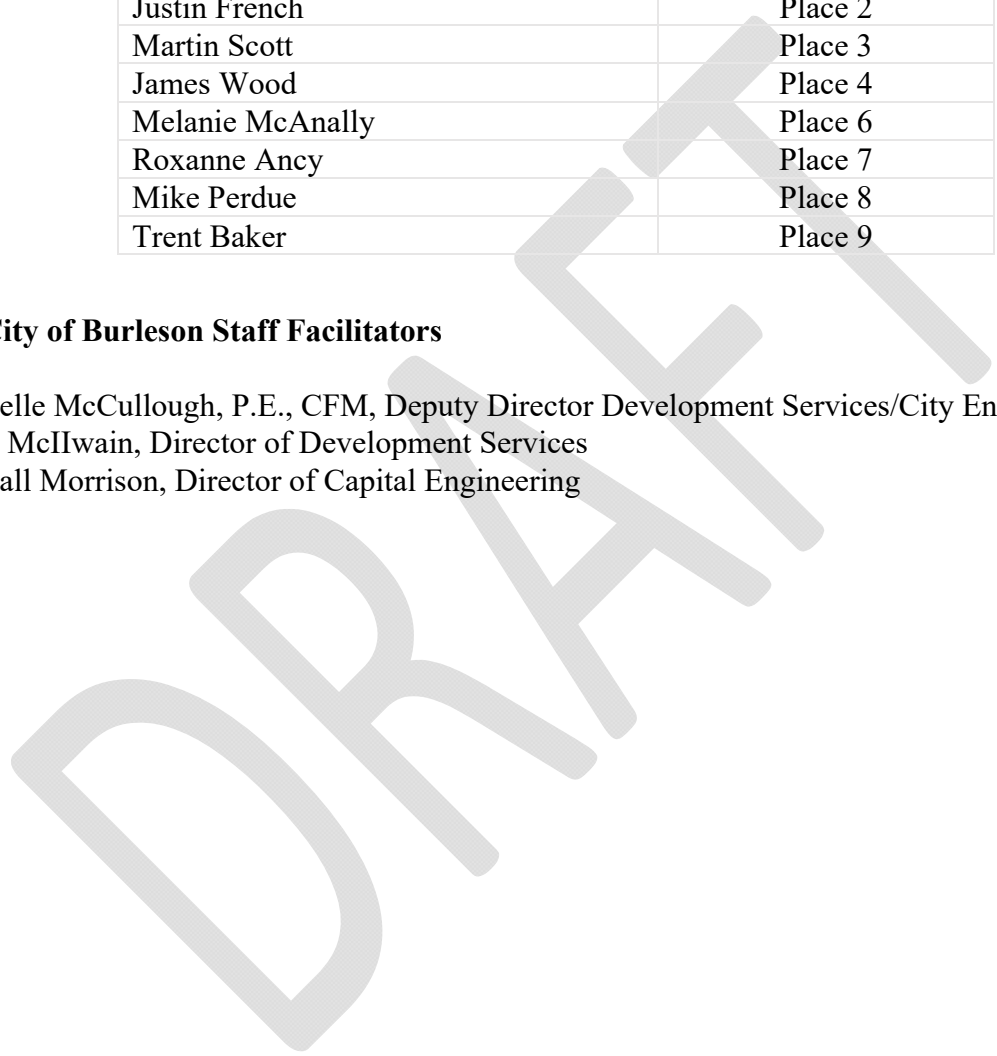 Justin French Place 2
Martin Scott Place 3
James Wood Place 4
Melanie McAnally Place 6
Roxanne Ancy Place 7
Mike Perdue Place 8
Trent Baker Place 9
City of Burleson Staff Facilitators
elle McCullough, P.E., CFM, Deputy Director Development Services/City En
McIIwain, Director of Development Services
all Morrison, Director of Capital Engineering
DRAFT